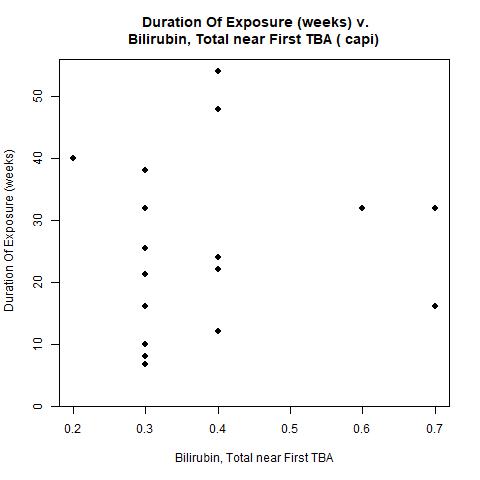 Duration Of Exposure (weeks) v.
Bilirubin, Total near First TBA ( capi)
Duration Of Exposure (weeks)
50
40
30
20
10
0
0.2 0.3 0.4 0.5 0.6 0.7
Bilirubin, Total near First TBA